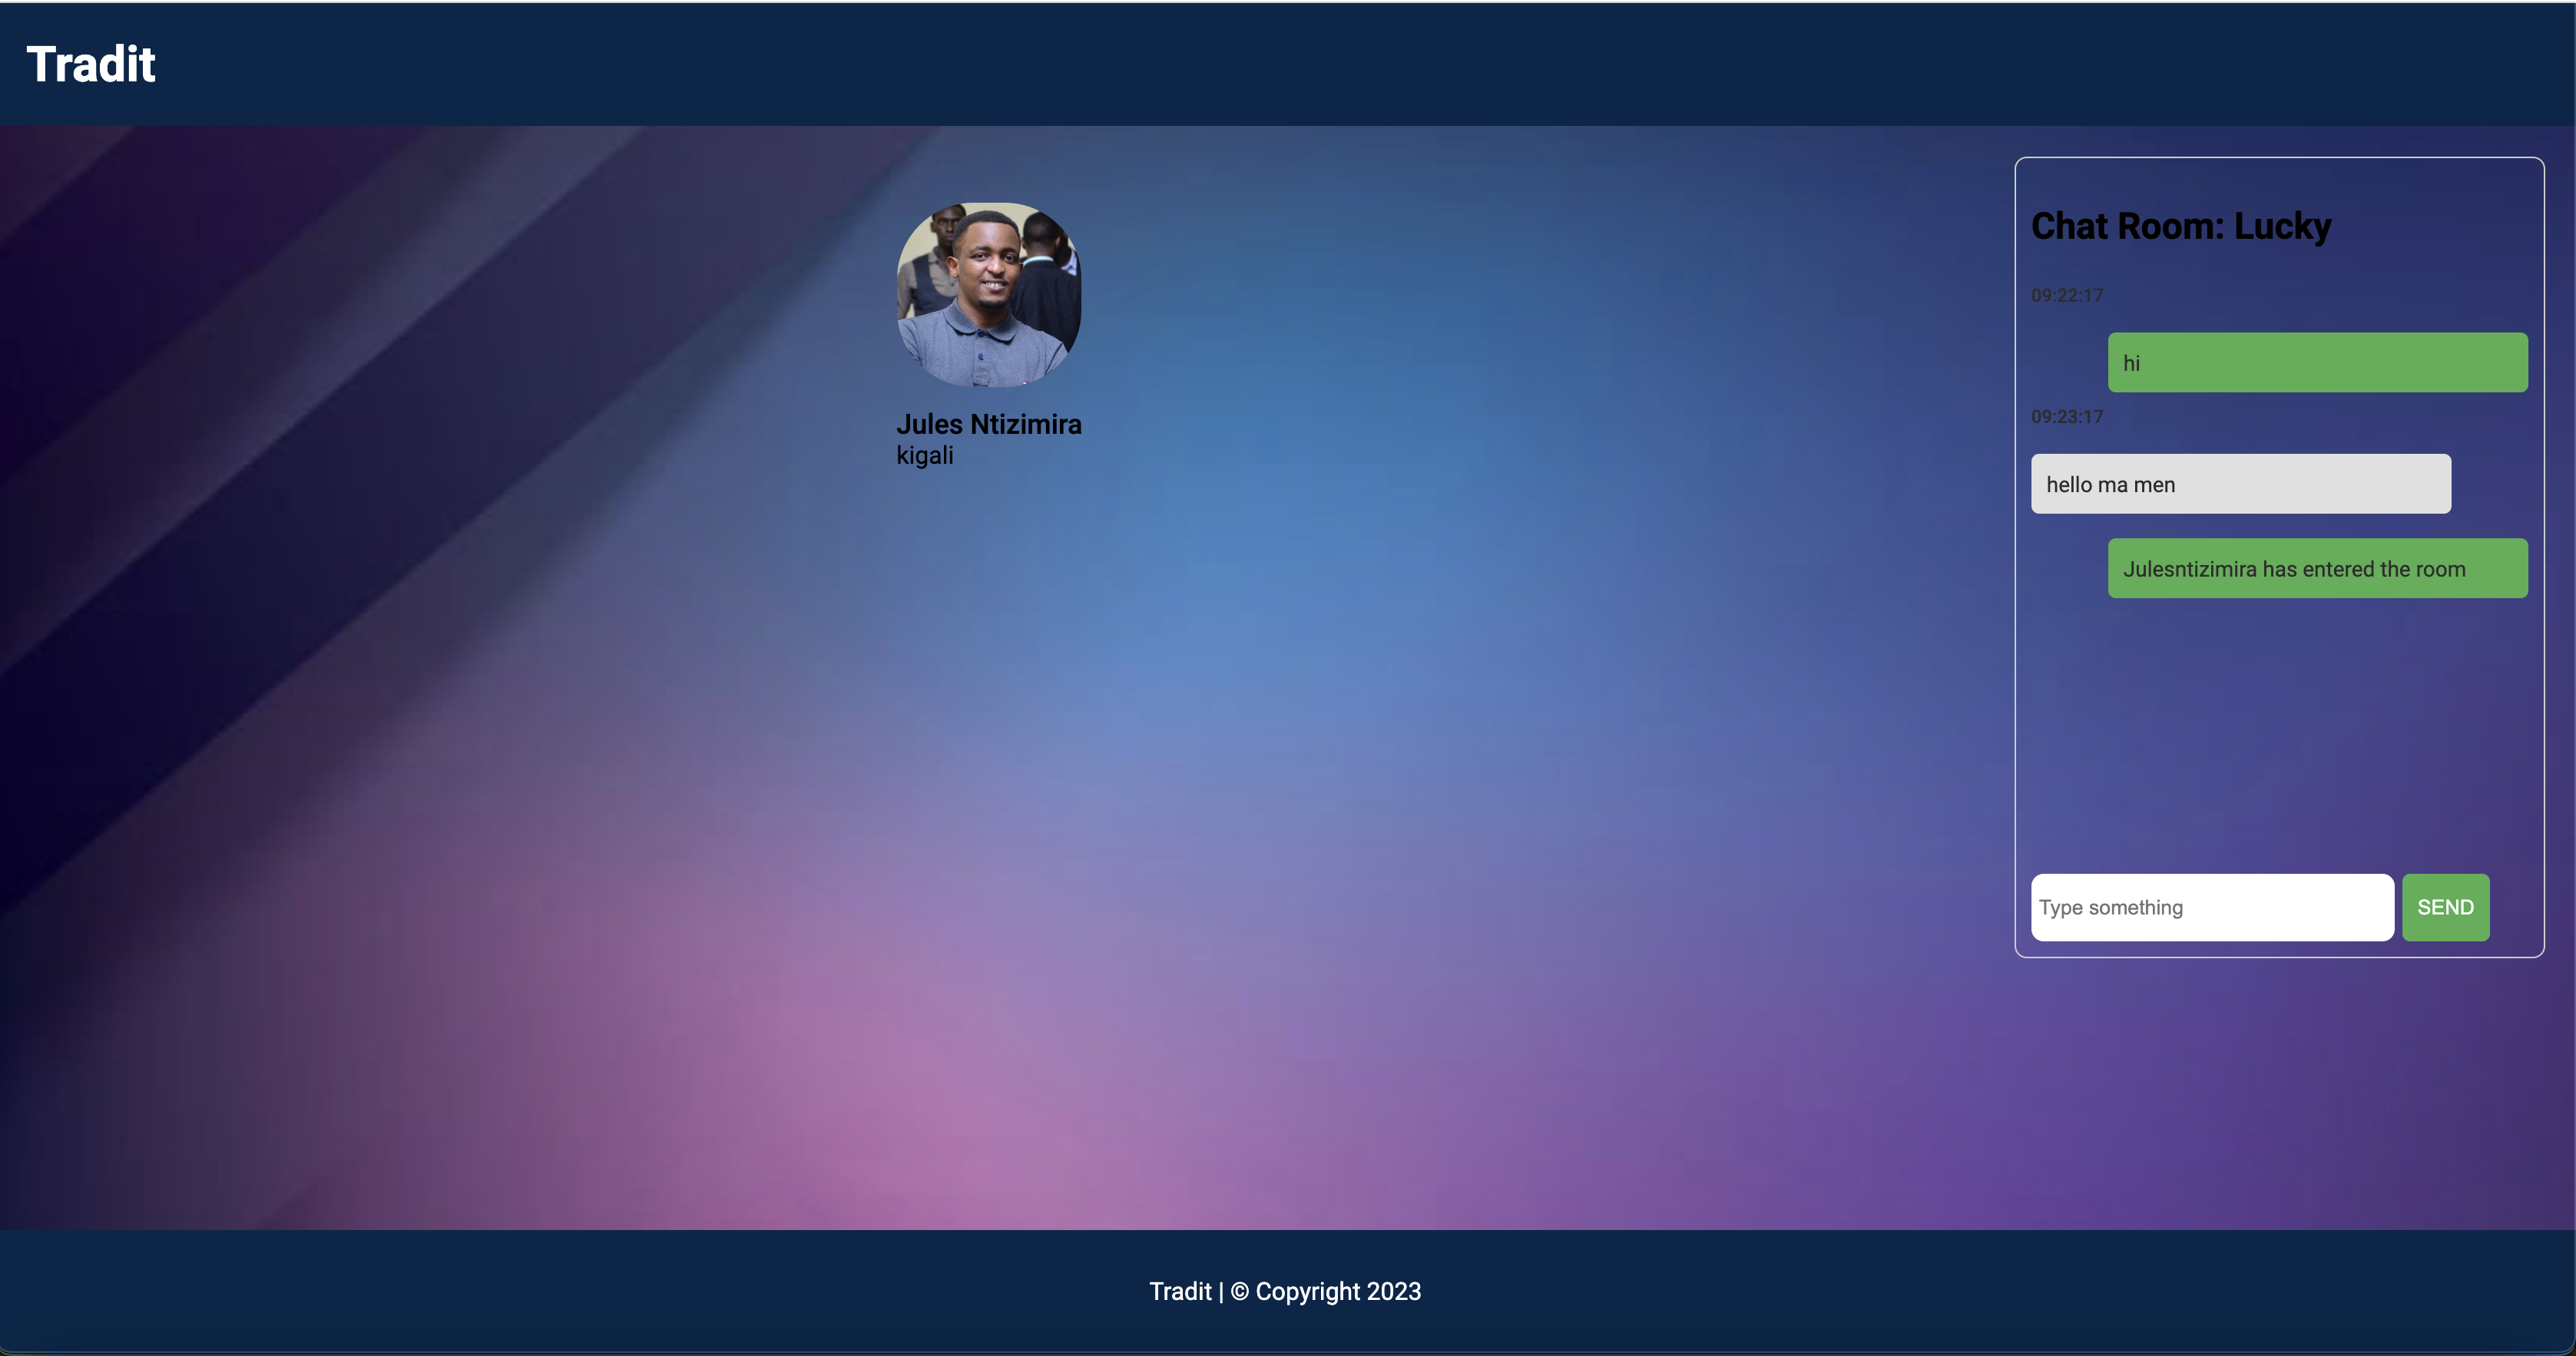 Tradit
Jules Ntizimira
kigali
Chat Room: Lucky
09:22:17
hi
09:23:17
hello ma men
Julesntizimira has entered the room
Type something
SEND
Tradit | © Copyright 2023